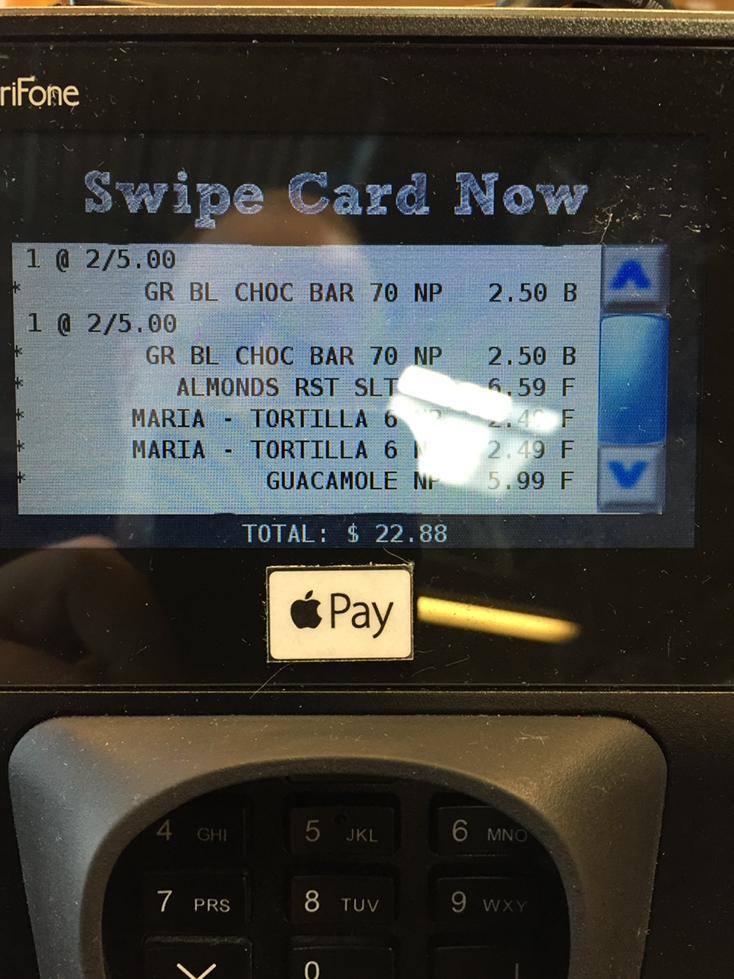 riFone
Swipe Card Now
1 @ 2/5.00
* GR BL CHOC BAR 70 NP 2.50 B
1 @ 2/5.00
* GR BL CHOC BAR 70 NP 2.50 B
* ALMONDS RST SLT 6.59 F
* MARIA - TORTILLA 6 NP 2.49 F
* MARIA - TORTILLA 6 N 2.49 F
* GUACAMOLE NP 5.99 F
TOTAL: $ 22.88
Pay
4 GHI 5 JKL 6 MNO
7 PRS 8 TUV 9 WXY
0